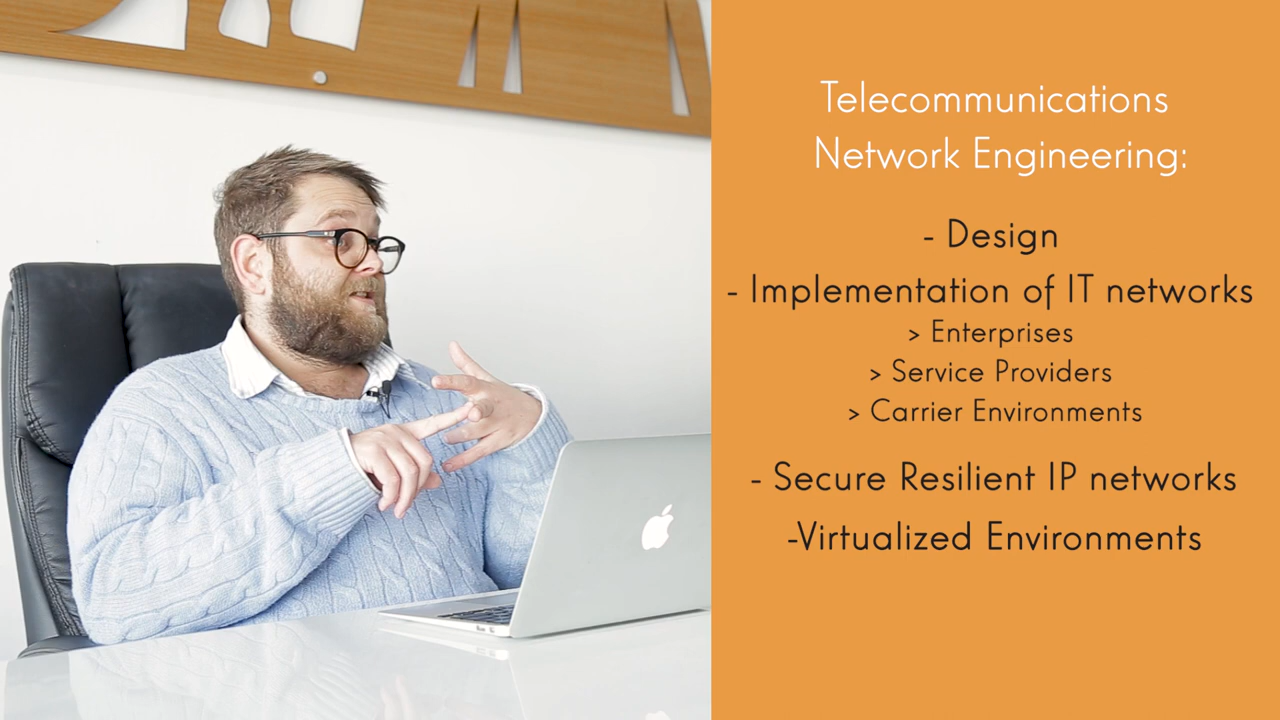 Telecommunications
Network Engineering:
- Design
- Implementation of IT networks
> Enterprises
> Service Providers
> Carrier Environments
- Secure Resilient IP networks
-Virtualized Environments